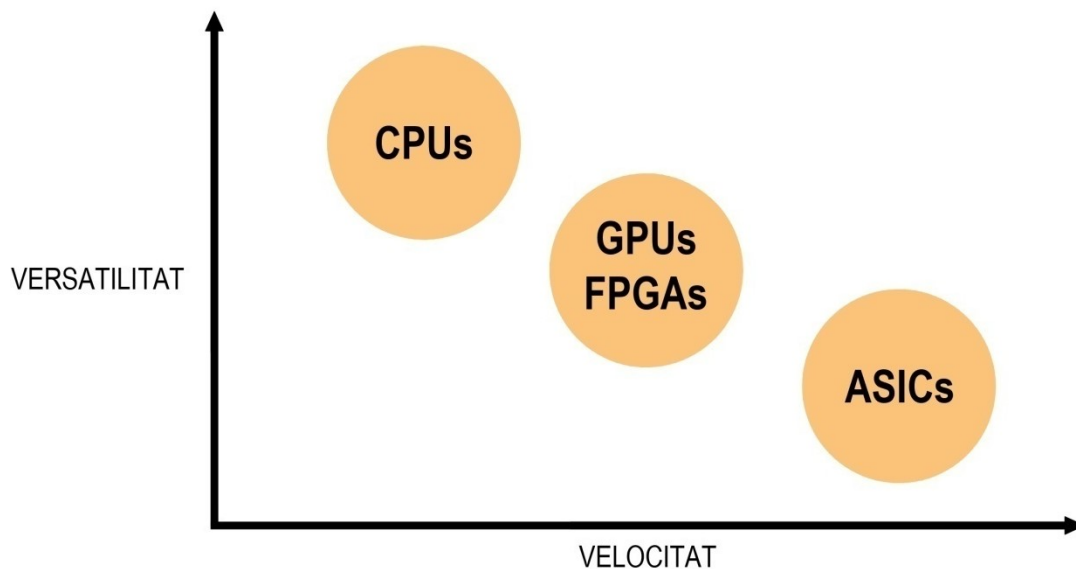 CPUs
GPUs
FPGAs
VERSATILITAT
ASICs
VELOCITAT